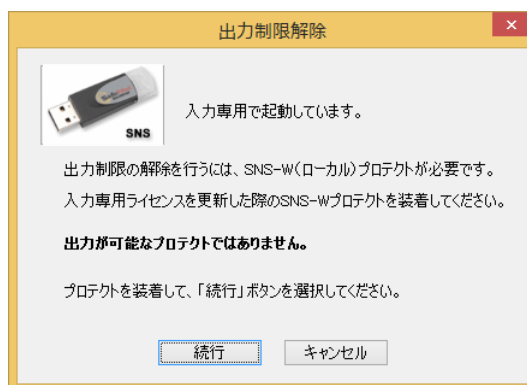 出力制限解除
SNS
入力専用で起動しています。
出力制限の解除を行うには、SNS-W(ローカル)プロテクトが必要です。
入力専用ライセンスを更新した際のSNS-Wプロテクトを装着してください。
出力が可能なプロテクトではありません。
プロテクトを装着して、「続行」ボタンを選択してください。
続行
キャンセル